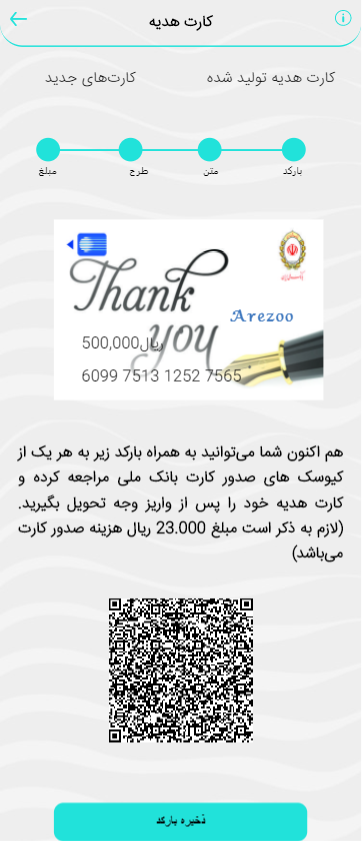 کارت هدیه
کارت هدیه تولید شده
کارت‌های جدید
بارکد
متن
طرح
مبلغ
Thank
you
Arezoo
500,000ریال
6099 7513 1252 7565
هم اکنون شما می‌توانید به همراه بارکد زیر به هر یک از
کیوسک های صدور کارت بانک ملی مراجعه کرده و
کارت هدیه خود را پس از واریز وجه تحویل بگیرید.
(لازم به ذکر است مبلغ 23.000 ریال هزینه صدور کارت
می‌باشد)
ذخیره بارکد